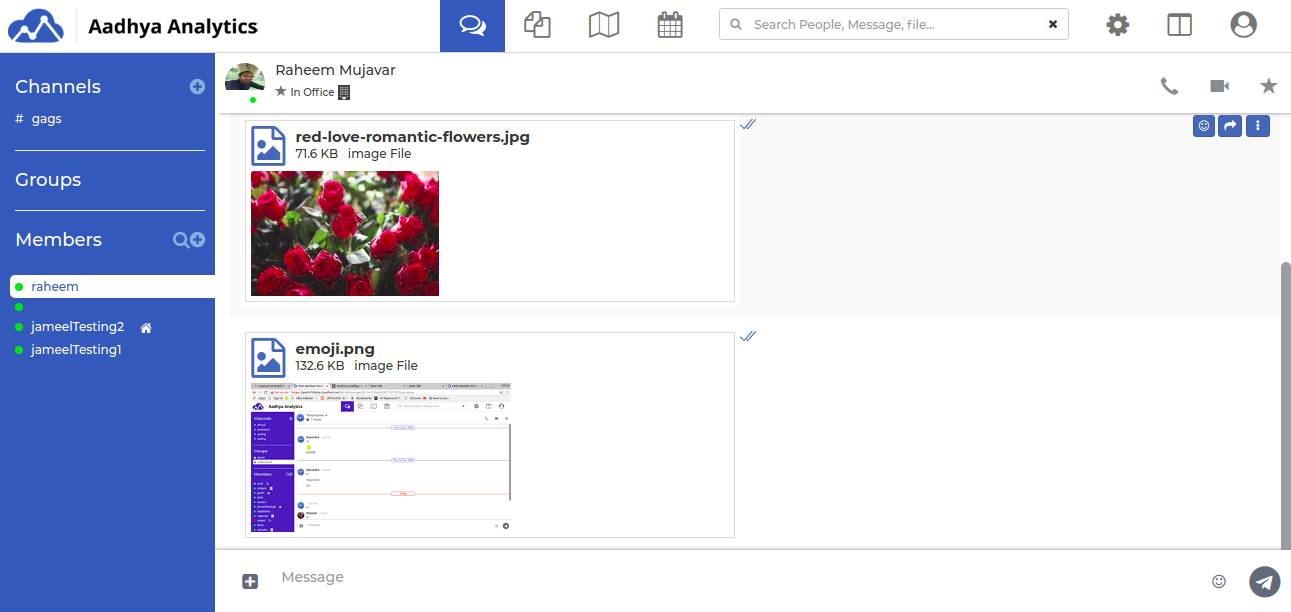 Aadhya Analytics
Search People, Message, file...
Channels
# gags
Groups
Members
raheem
jameelTesting2
jameelTesting1
Raheem Mujavar
In Office
red-love-romantic-flowers.jpg
71.6 KB image File
emoji.png
132.6 KB image File
Aadhya Analytics
Channels
Groups
Members
Message